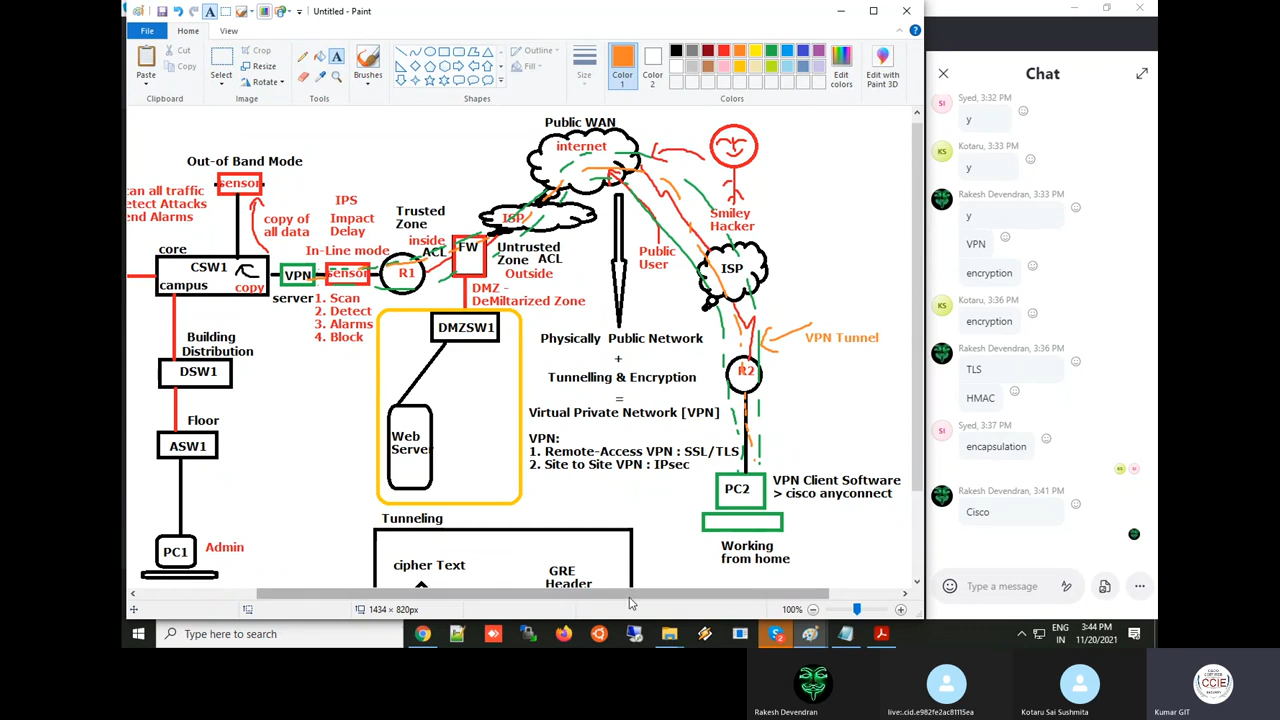 Untitled - Paint
File
Home
View
Paste
Cut
Copy
Clipboard
Select
Crop
Resize
Rotate
Image
Tools
Brushes
Shapes
Outline
Fill
Size
Color 1
Color 2
Colors
Edit colors
Edit with Paint 3D
Public WAN
internet
Out-of Band Mode
sensor
can all traffic
etect Attacks
end Alarms
copy of all data
IPS
Impact
Delay
Trusted Zone
In-Line mode
inside
ACL
FW
ISP
Untrusted
Zone ACL
Outside
Smiley Hacker
Public User
ISP
core
CSW1
campus
copy
VPN
server
sensor
R1
1. Scan
2. Detect
3. Alarms
4. Block
DMZ -
DeMiltarized Zone
DMZSW1
Web Server
Building Distribution
DSW1
Floor
ASW1
PC1
Admin
Physically Public Network
+
Tunnelling & Encryption
=
Virtual Private Network [VPN]
VPN:
1. Remote-Access VPN : SSL/TLS
2. Site to Site VPN : IPsec
VPN Tunnel
R2
PC2
VPN Client Software
> cisco anyconnect
Working from home
Tunneling
cipher Text
GRE Header
1434 × 820px
100%
Type here to search
ENG
IN
3:44 PM
11/20/2021
Chat
Syed, 3:32 PM
y
Kotaru, 3:33 PM
y
Rakesh Devendran, 3:33 PM
y
VPN
encryption
Kotaru, 3:36 PM
encryption
Rakesh Devendran, 3:36 PM
TLS
HMAC
Syed, 3:37 PM
encapsulation
Rakesh Devendran, 3:41 PM
Cisco
Type a message
Rakesh Devendran
live:.cid.e982fe2ac81115ea
Kotaru Sai Sushmita
Kumar GIT
CCIE